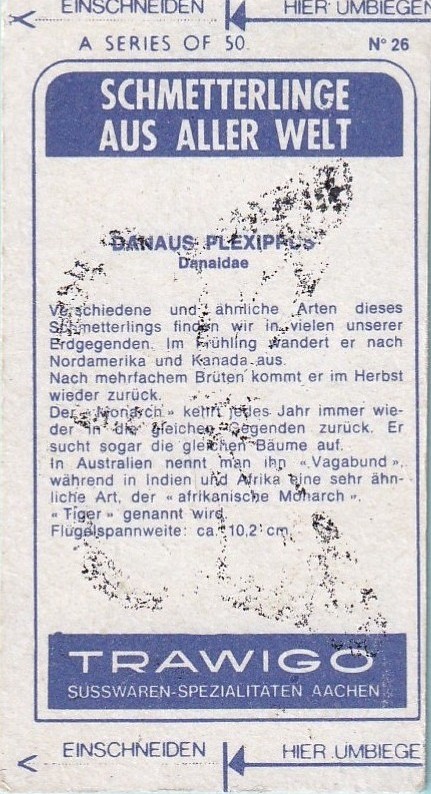 EINSCHNEIDEN HIER UMBIEGEN
A SERIES OF 50. N° 26
SCHMETTERLINGE
AUS ALLER WELT
DANAUS PLEXIPPUS
Danaidae
Verschiedene und ähnliche Arten dieses
Schmetterlings finden wir in vielen unserer
Erdgegenden. Im Frühling wandert er nach
Nordamerika und Kanada aus.
Nach mehrfachem Brüten kommt er im Herbst
wieder zurück.
Der « Monarch » kehrt jedes Jahr immer wie-
der in die gleichen Gegenden zurück. Er
sucht sogar die gleichen Bäume auf.
In Australien nennt man ihn « Vagabund »,
während in Indien und Afrika eine sehr ähn-
liche Art, der « afrikanische Monarch »,
« Tiger » genannt wird.
Flügelspannweite: ca. 10,2 cm.
TRAWIGO
SUSSWAREN-SPEZIALITATEN AACHEN
EINSCHNEIDEN HIER UMBIEGE